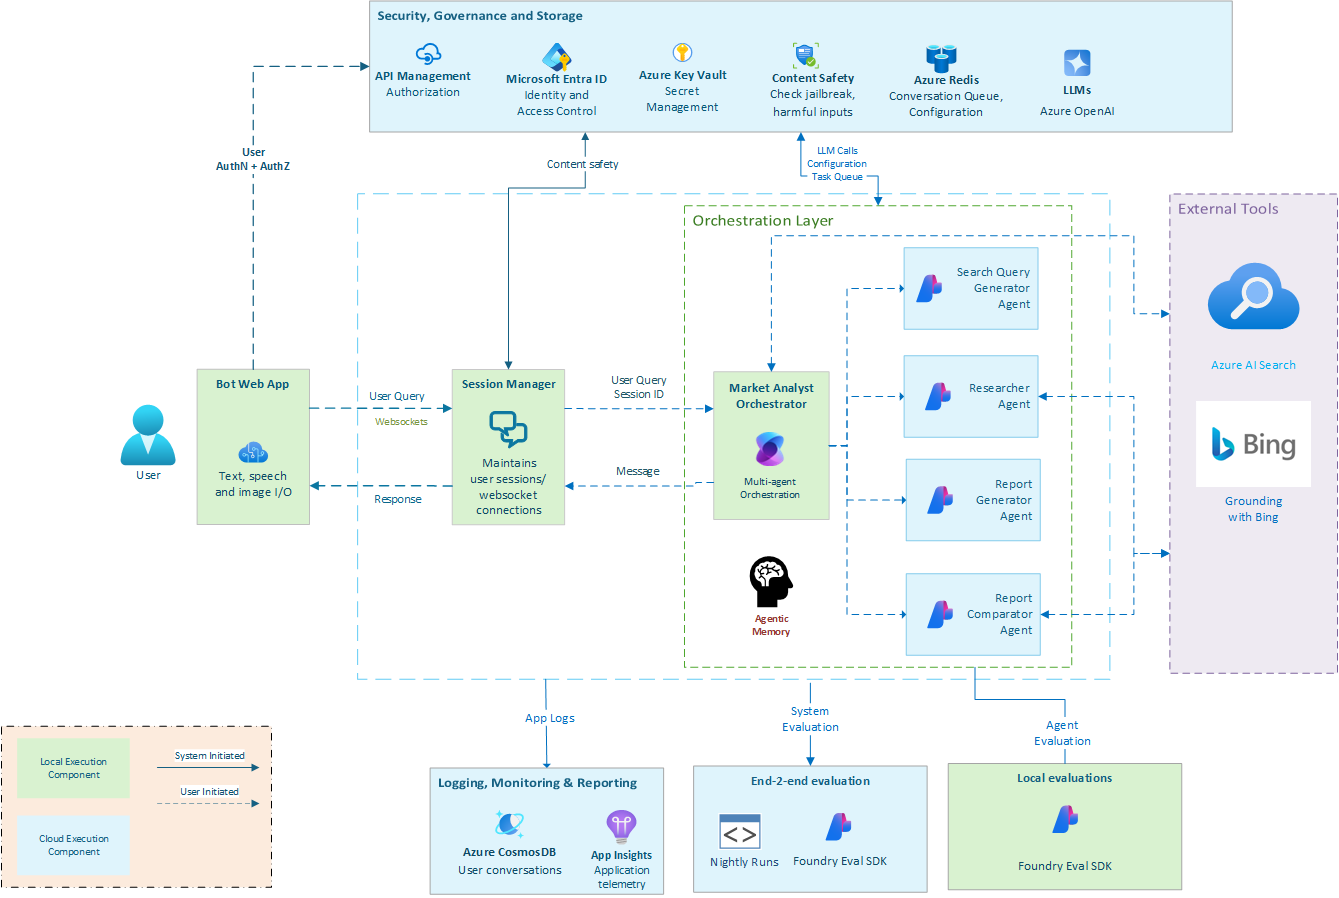 Security, Governance and Storage
API Management
Authorization
Microsoft Entra ID
Identity and
Access Control
Azure Key Vault
Secret
Management
Content Safety
Check jailbreak,
harmful inputs
Azure Redis
Conversation Queue,
Configuration
LLMs
Azure OpenAI
User
AuthN + AuthZ
Content safety
LLM Calls
Configuration
Task Queue
Orchestration Layer
External Tools
Search Query
Generator
Agent
Azure AI Search
Bot Web App
Text, speech
and image I/O
User
User Query
Websockets
Response
Session Manager
Maintains
user sessions/
websocket
connections
User Query
Session ID
Message
Market Analyst
Orchestrator
Multi-agent
Orchestration
Researcher
Agent
Report
Generator
Agent
Report
Comparator
Agent
Agentic
Memory
Bing
Grounding
with Bing
App Logs
System
Evaluation
Agent
Evaluation
Local Execution
Component
System Initiated
User Initiated
Cloud Execution
Component
Logging, Monitoring & Reporting
Azure CosmosDB
User conversations
App Insights
Application
telemetry
End-2-end evaluation
Nightly Runs
Foundry Eval SDK
Local evaluations
Foundry Eval SDK